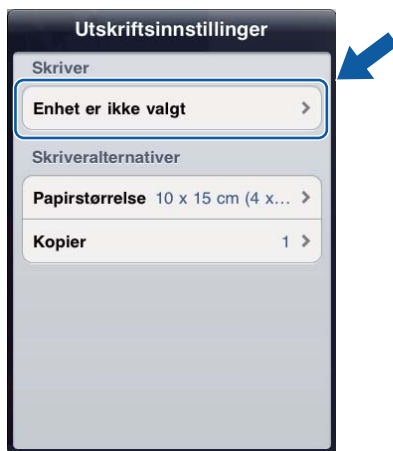 Utskriftsinnstillinger
Skriver
Enhet er ikke valgt
Skriveralternativer
Papirstørrelse 10 x 15 cm (4 x...
Kopier 1